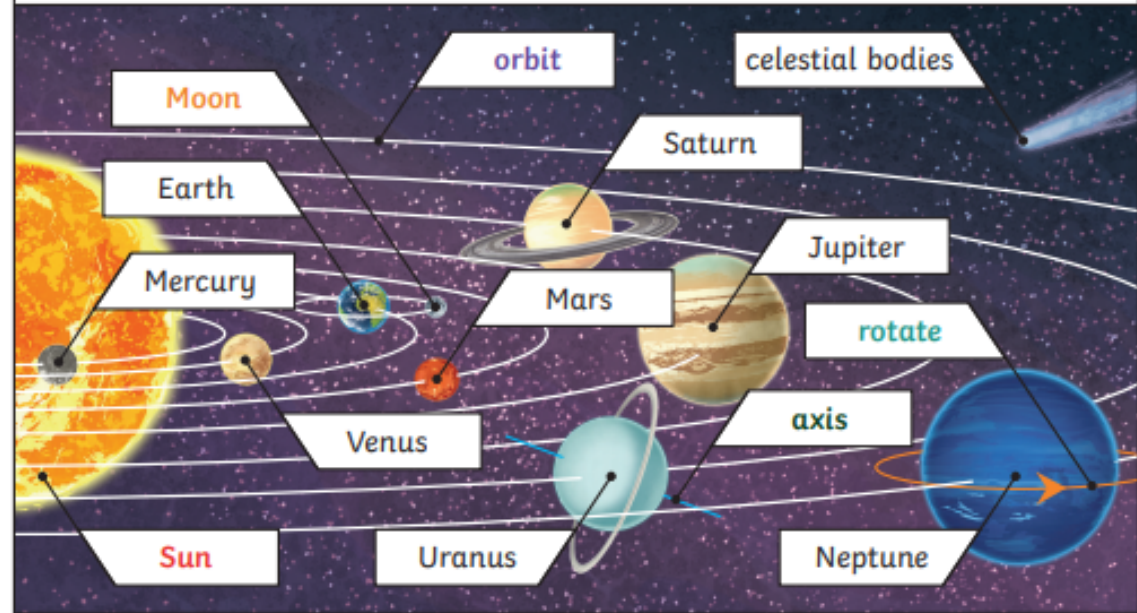 orbit
celestial bodies
Moon
Saturn
Earth
Jupiter
Mercury
Mars
rotate
axis
Venus
Sun
Uranus
Neptune